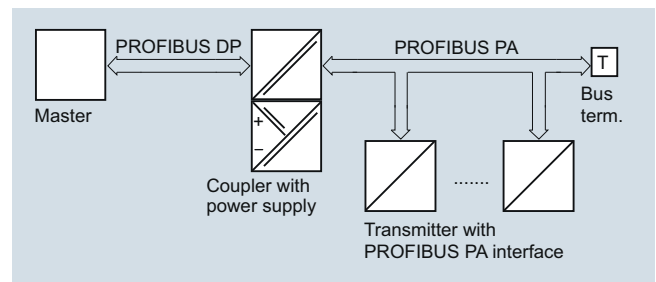 PROFIBUS DP
PROFIBUS PA
T
Master
Bus
term.
+
–
Coupler with
power supply
.......
Transmitter with
PROFIBUS PA interface